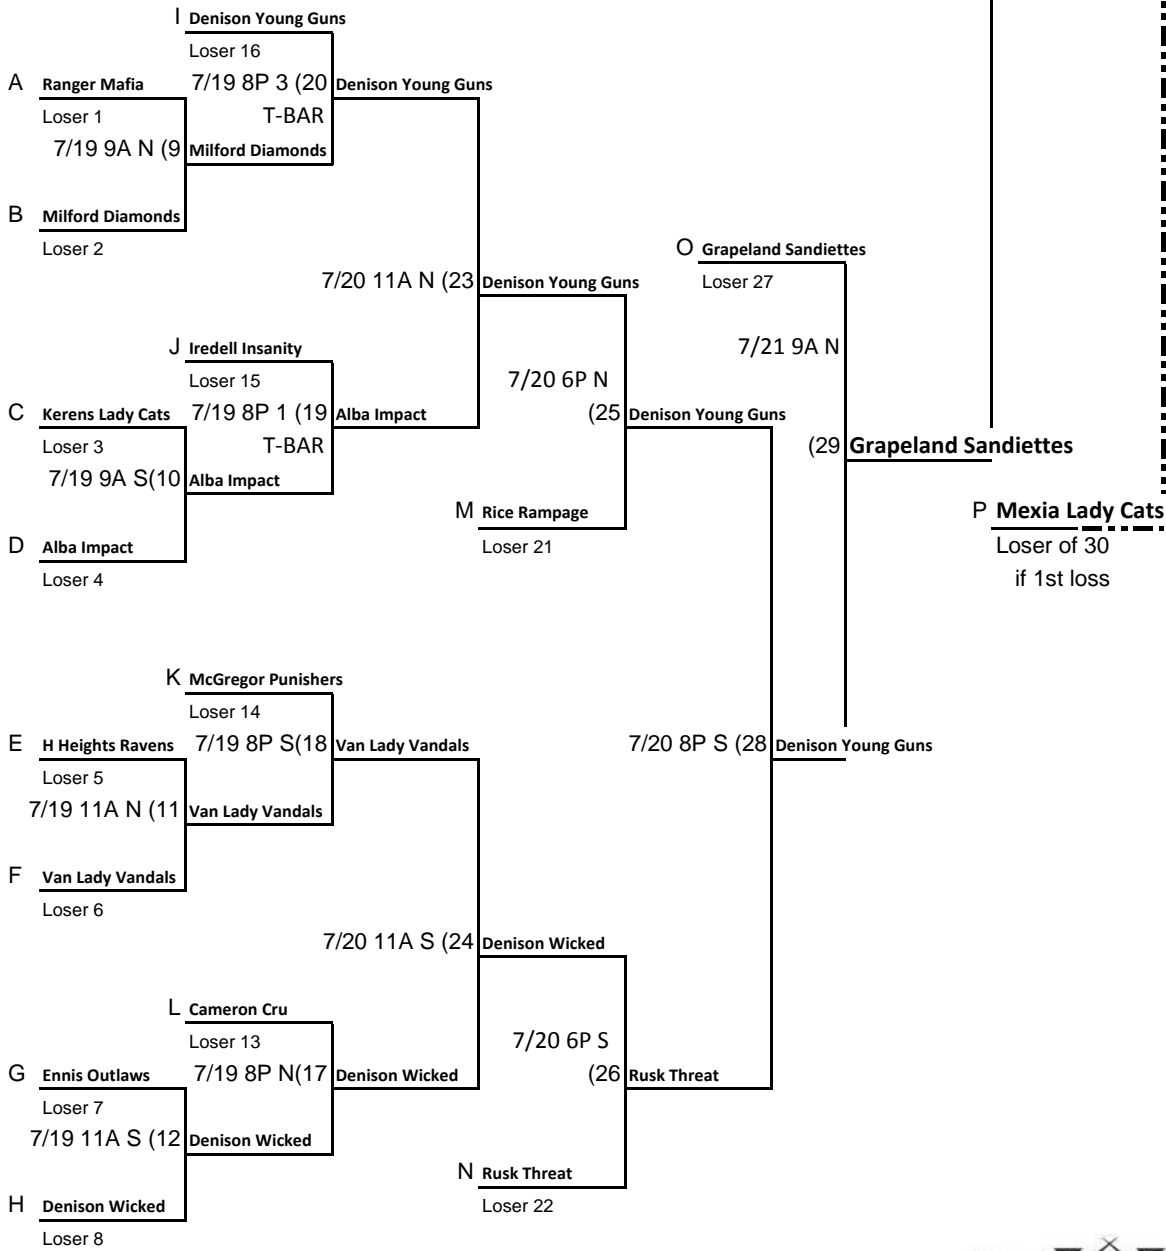 I Denison Young Guns
Loser 16
A Ranger Mafia 7/19 8P 3 (20 Denison Young Guns
Loser 1 T-BAR
7/19 9A N (9 Milford Diamonds
B Milford Diamonds
Loser 2
O Grapeland Sandiettes
7/20 11A N (23 Denison Young Guns Loser 27
J Iredell Insanity 7/21 9A N
Loser 15 7/20 6P N
C Kerens Lady Cats 7/19 8P 1 (19 Alba Impact (25 Denison Young Guns
Loser 3 T-BAR (29 Grapeland Sandiettes
7/19 9A S(10 Alba Impact
M Rice Rampage P Mexia Lady Cats
D Alba Impact Loser 21 Loser of 30
Loser 4 if 1st loss
K McGregor Punishers
Loser 14
E H Heights Ravens 7/19 8P S(18 Van Lady Vandals 7/20 8P S (28 Denison Young Guns
Loser 5
7/19 11A N (11 Van Lady Vandals
F Van Lady Vandals
Loser 6
7/20 11A S (24 Denison Wicked
L Cameron Cru
Loser 13 7/20 6P S
G Ennis Outlaws 7/19 8P N(17 Denison Wicked (26 Rusk Threat
Loser 7
7/19 11A S (12 Denison Wicked
N Rusk Threat
H Denison Wicked Loser 22
Loser 8